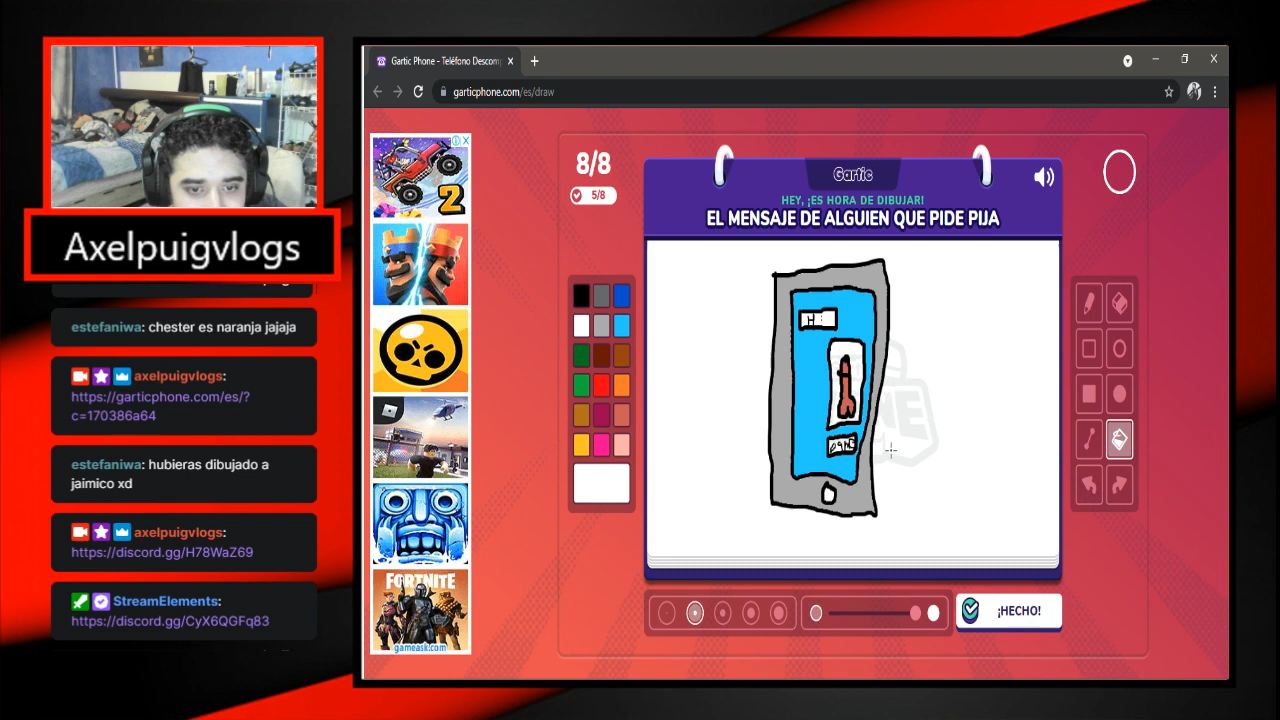 Gartic Phone - Teléfono Descomp
garticphone.com/es/draw
Axelpuigvlogs
estefaniwa: chester es naranja jajaja
axelpuigvlogs:
https://garticphone.com/es/?
c=170386a64
estefaniwa: hubieras dibujado a
jaimico xd
axelpuigvlogs:
https://discord.gg/H78WaZ69
StreamElements:
https://discord.gg/CyX6QGFq83
2
FORTNITE
gameask.com
8/8
5/8
Gartic
HEY, ¡ES HORA DE DIBUJAR!
EL MENSAJE DE ALGUIEN QUE PIDE PIJA
¡HECHO!